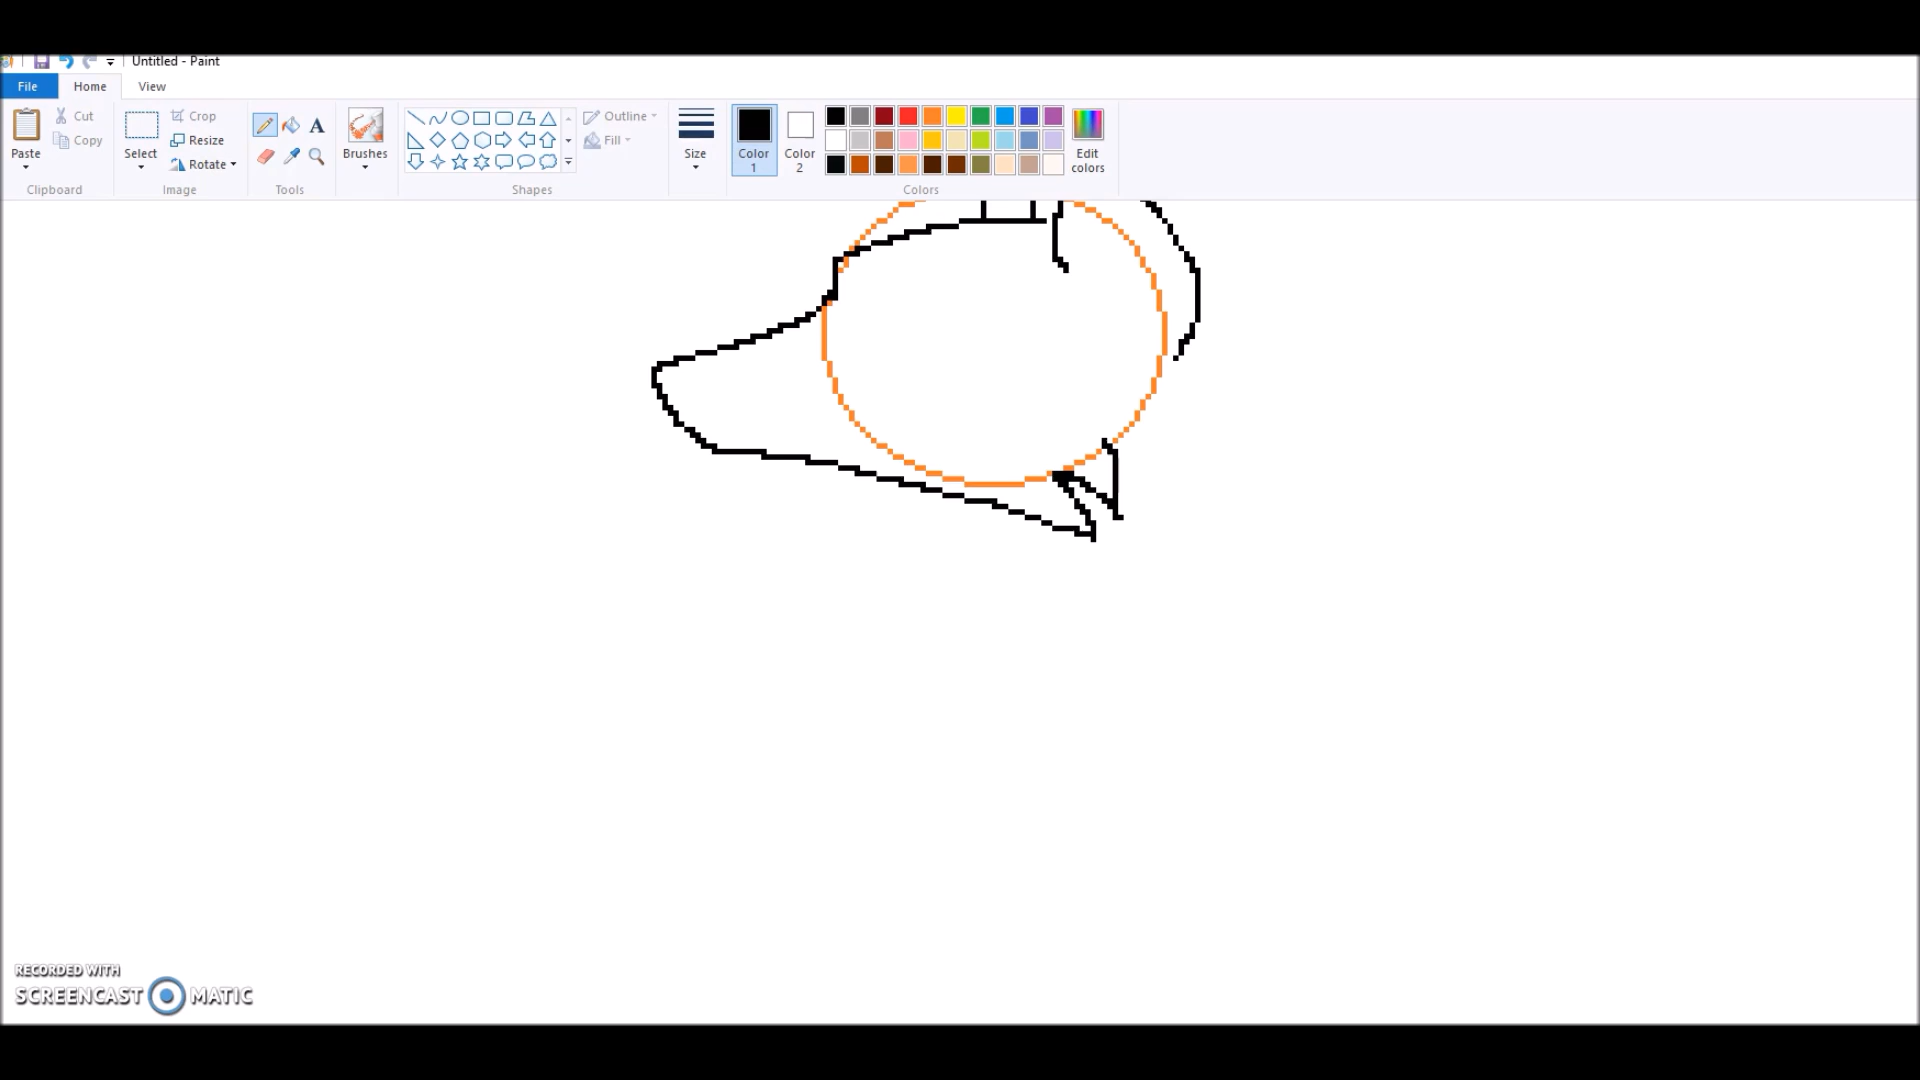 Untitled - Paint
File Home View
Paste
Cut
Copy
Clipboard
Select
Crop
Resize
Rotate
Image
A
Tools
Brushes
Outline
Fill
Shapes
Size
Color 1
Color 2
Edit colors
Colors
RECORDED WITH
SCREENCAST MATIC